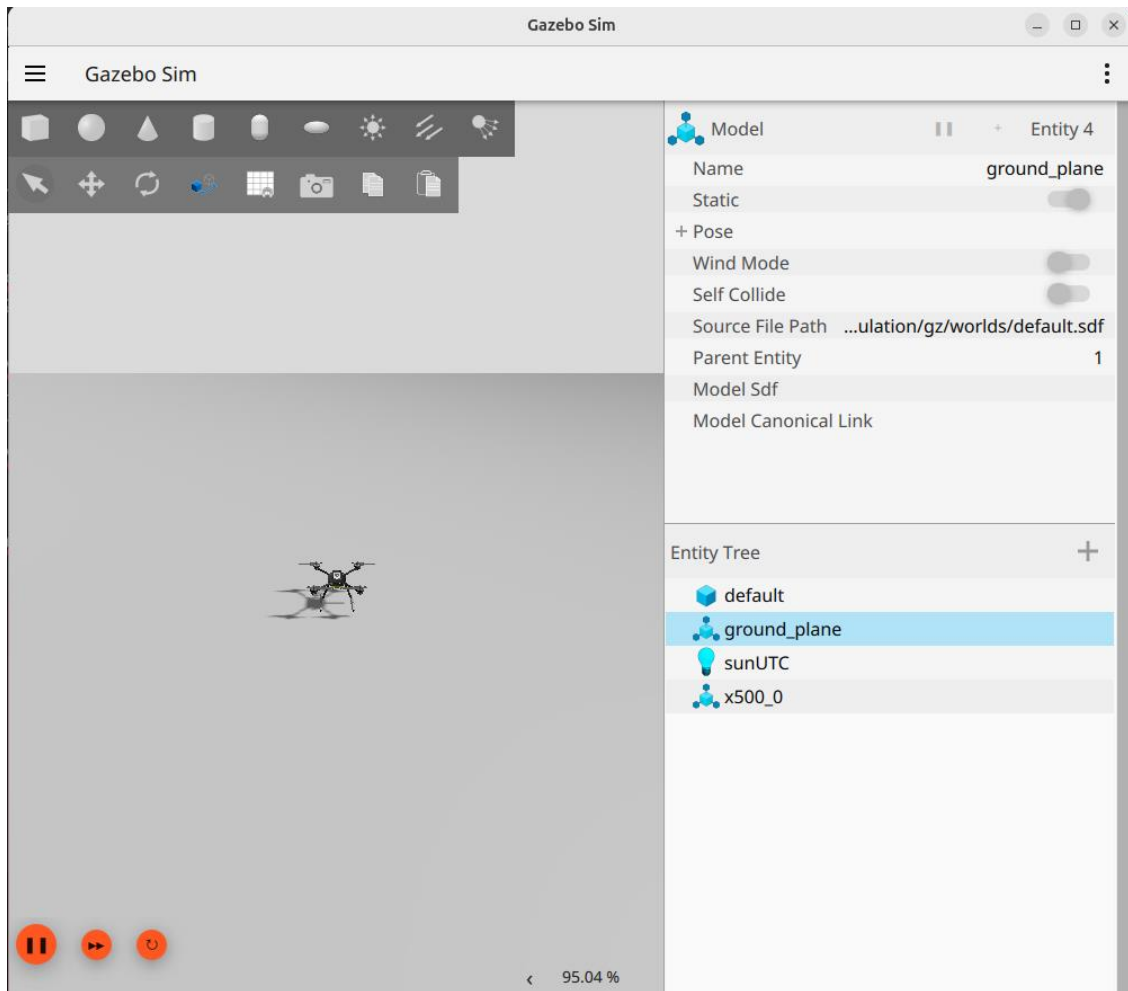 Gazebo Sim
Gazebo Sim
Model Entity 4
Name ground_plane
Static
+ Pose
Wind Mode
Self Collide
Source File Path ...ulation/gz/worlds/default.sdf
Parent Entity 1
Model Sdf
Model Canonical Link
Entity Tree
default
ground_plane
sunUTC
x500_0
95.04 %